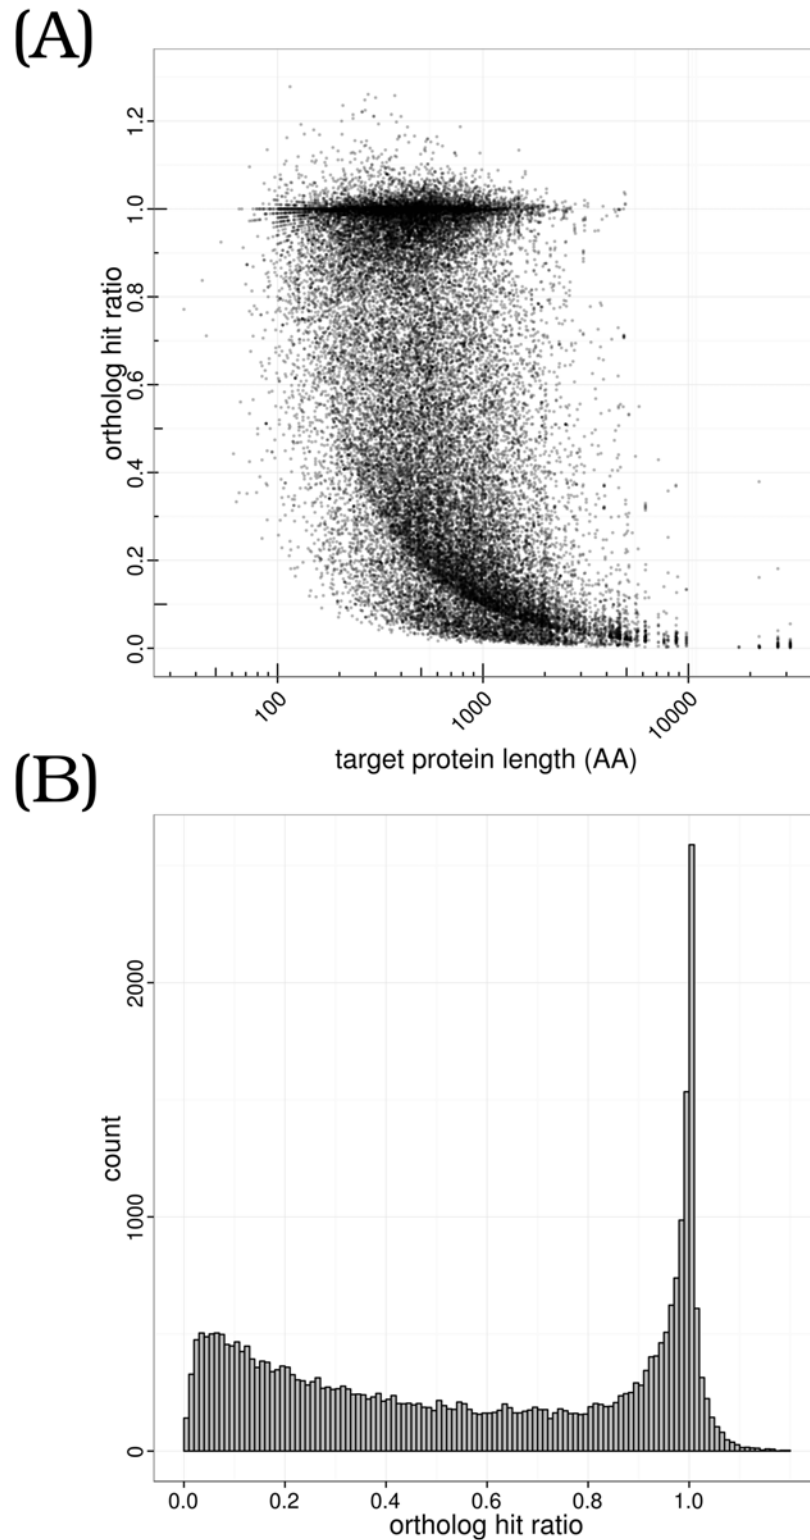 (A)
1.2
1.0
0.8
0.6
0.4
0.2
0.0
ortholog hit ratio
100
1000
10000
target protein length (AA)
(B)
2000
1000
0
count
0.0 0.2 0.4 0.6 0.8 1.0
ortholog hit ratio